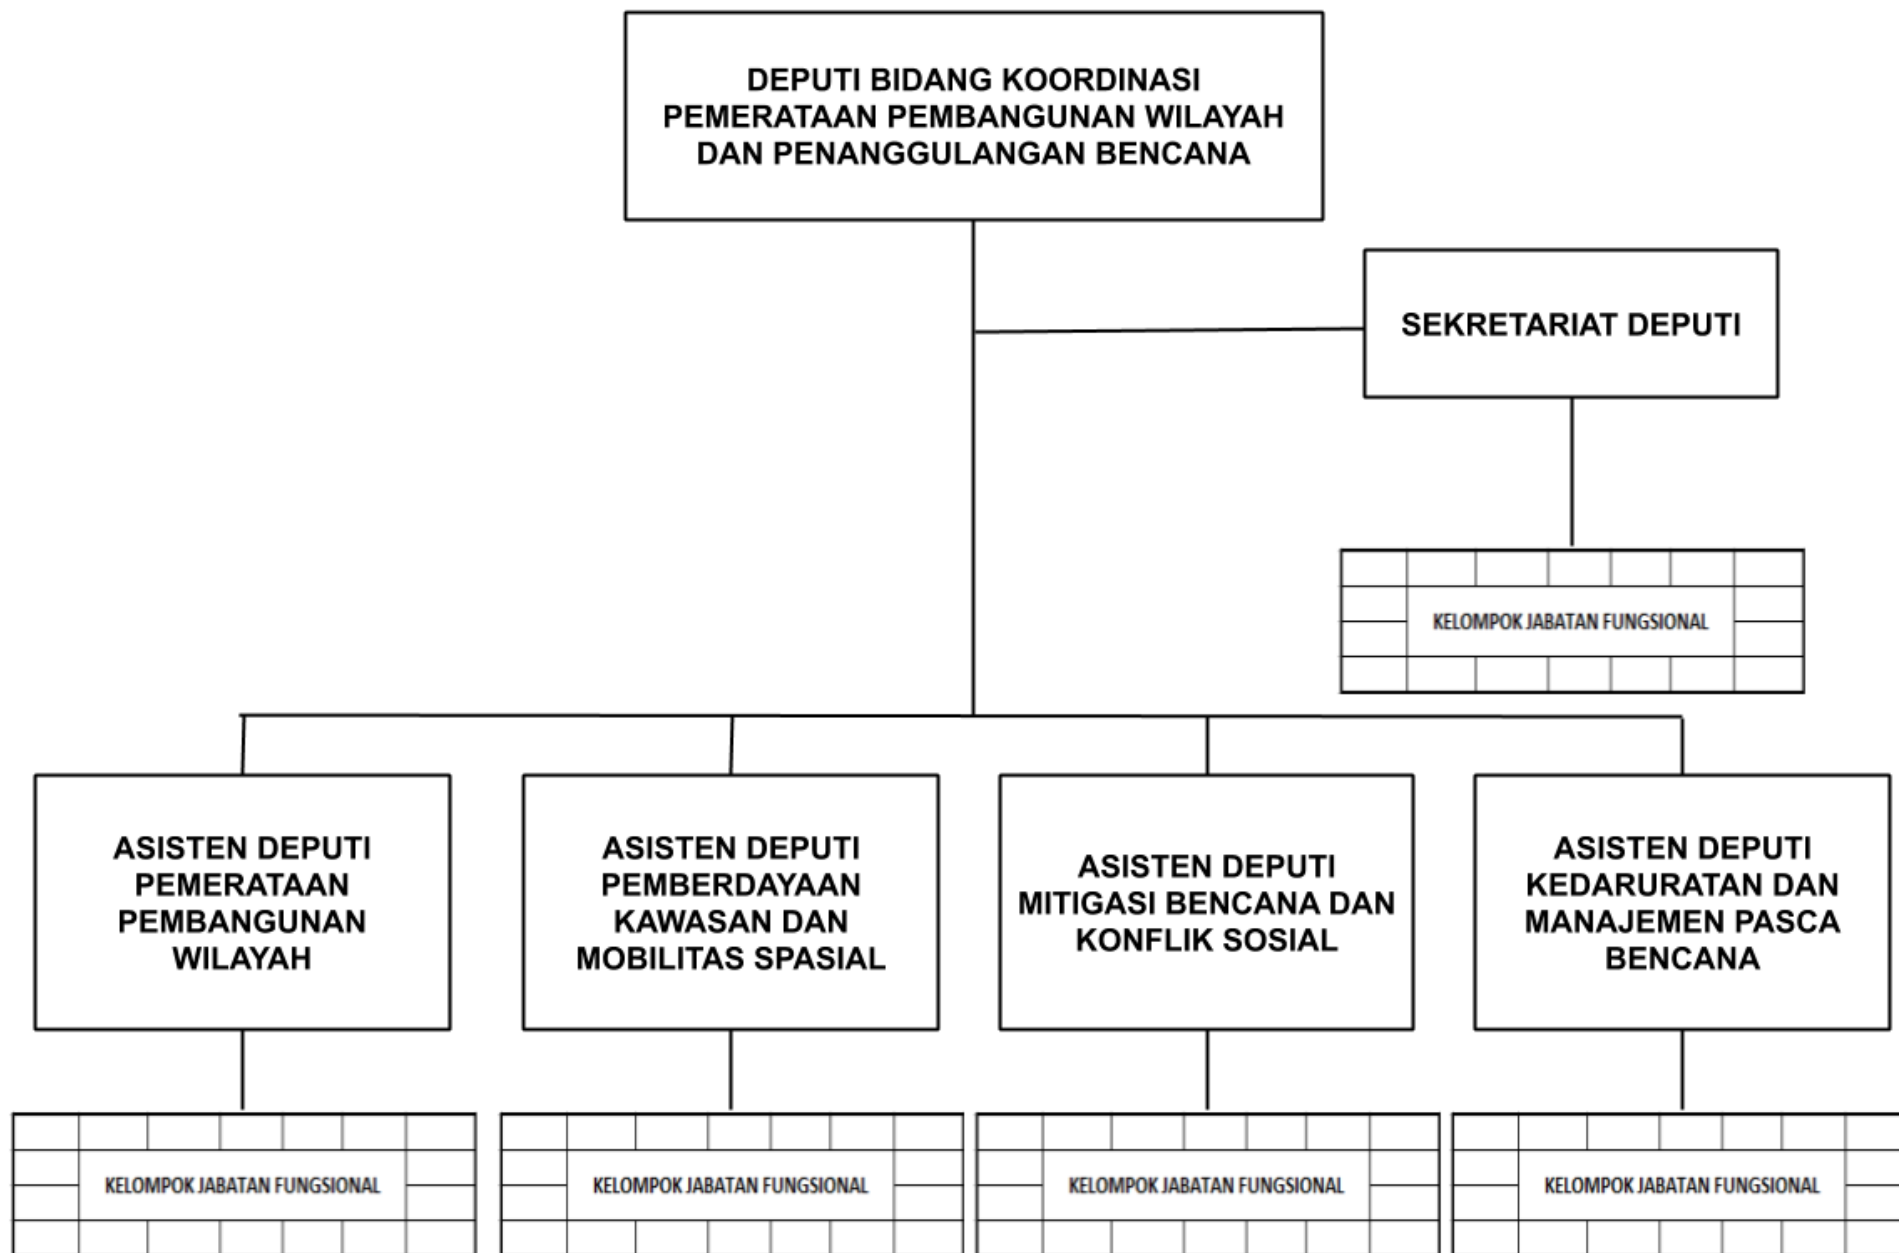 DEPUTI BIDANG KOORDINASI
PEMERATAAN PEMBANGUNAN WILAYAH
DAN PENANGGULANGAN BENCANA
SEKRETARIAT DEPUTI
KELOMPOK JABATAN FUNGSIONAL
ASISTEN DEPUTI
PEMERATAAN
PEMBANGUNAN
WILAYAH
ASISTEN DEPUTI
PEMBERDAYAAN
KAWASAN DAN
MOBILITAS SPASIAL
ASISTEN DEPUTI
MITIGASI BENCANA DAN
KONFLIK SOSIAL
ASISTEN DEPUTI
KEDARURATAN DAN
MANAJEMEN PASCA
BENCANA
KELOMPOK JABATAN FUNGSIONAL
KELOMPOK JABATAN FUNGSIONAL
KELOMPOK JABATAN FUNGSIONAL
KELOMPOK JABATAN FUNGSIONAL